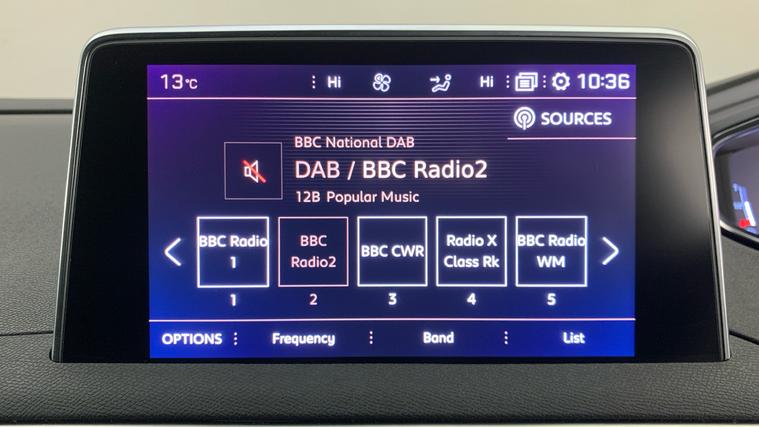 13°C Hi Hi 10:36
SOURCES
BBC National DAB
DAB / BBC Radio2
12B Popular Music
BBC Radio
1
BBC
Radio2
BBC CWR
Radio X
Class Rk
BBC Radio
WM
1 2 3 4 5
OPTIONS Frequency Band List